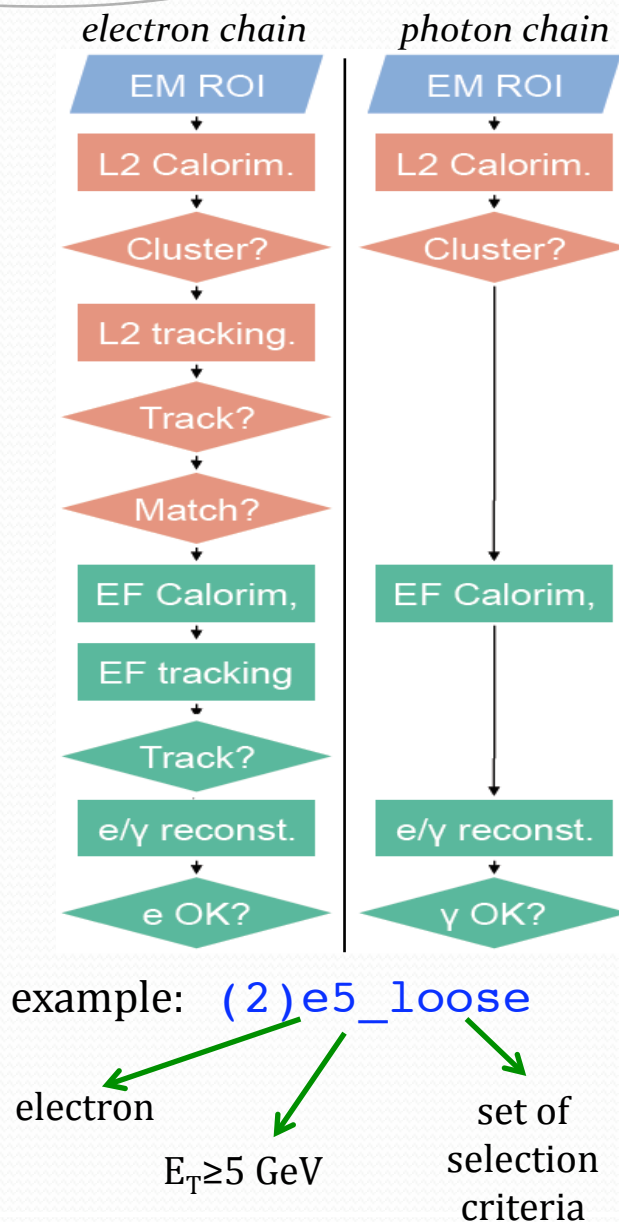 electron chain
EM ROI
L2 Calorim.
Cluster?
L2 tracking.
Track?
Match?
EF Calorim,
EF tracking
Track?
e/γ reconst.
e OK?
photon chain
EM ROI
L2 Calorim.
Cluster?
EF Calorim,
e/γ reconst.
γ OK?
example: (2)e5_loose
electron
E_T≥5 GeV
set of
selection
criteria